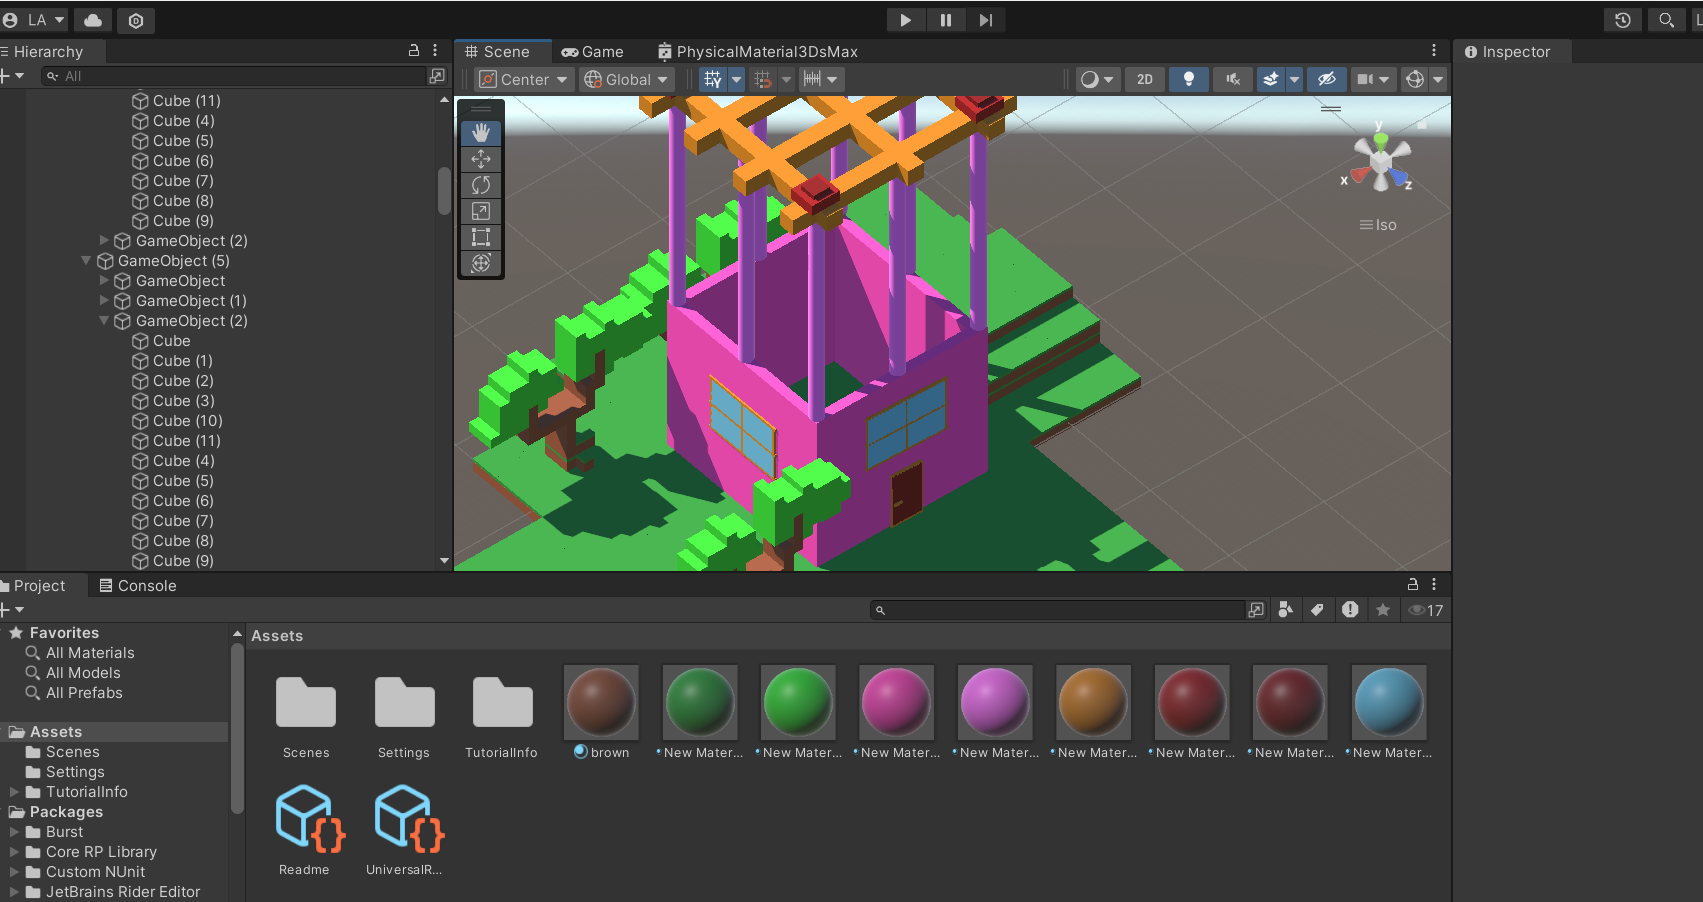 LA
Hierarchy
All
Cube (11)
Cube (4)
Cube (5)
Cube (6)
Cube (7)
Cube (8)
Cube (9)
GameObject (2)
GameObject (5)
GameObject
GameObject (1)
GameObject (2)
Cube
Cube (1)
Cube (2)
Cube (3)
Cube (10)
Cube (11)
Cube (4)
Cube (5)
Cube (6)
Cube (7)
Cube (8)
Cube (9)
Scene
Game
PhysicalMaterial3DsMax
Center
Global
2D
y
x
z
Iso
Inspector
Project
Console
17
Favorites
All Materials
All Models
All Prefabs
Assets
Scenes
Settings
TutorialInfo
Packages
Burst
Core RP Library
Custom NUnit
JetBrains Rider Editor
Assets
Scenes
Settings
TutorialInfo
brown
New Mater...
New Mater...
New Mater...
New Mater...
New Mater...
New Mater...
New Mater...
New Mater...
Readme
UniversalR...